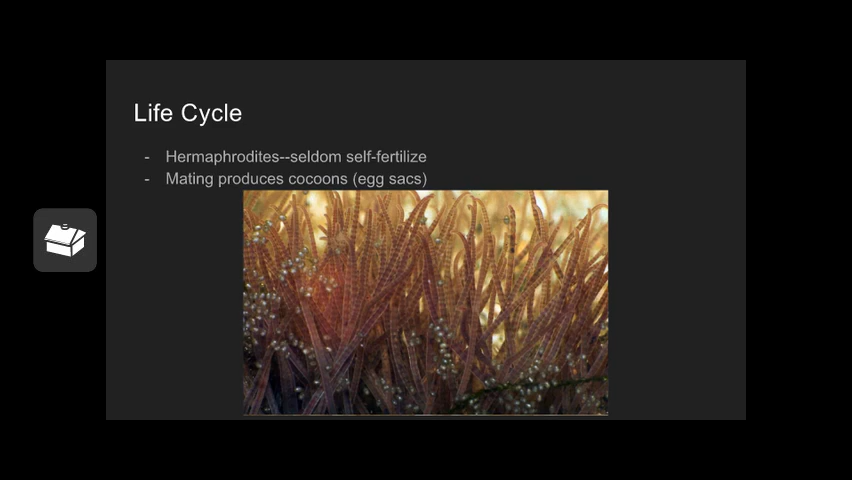 Life Cycle
- Hermaphrodites--seldom self-fertilize
- Mating produces cocoons (egg sacs)